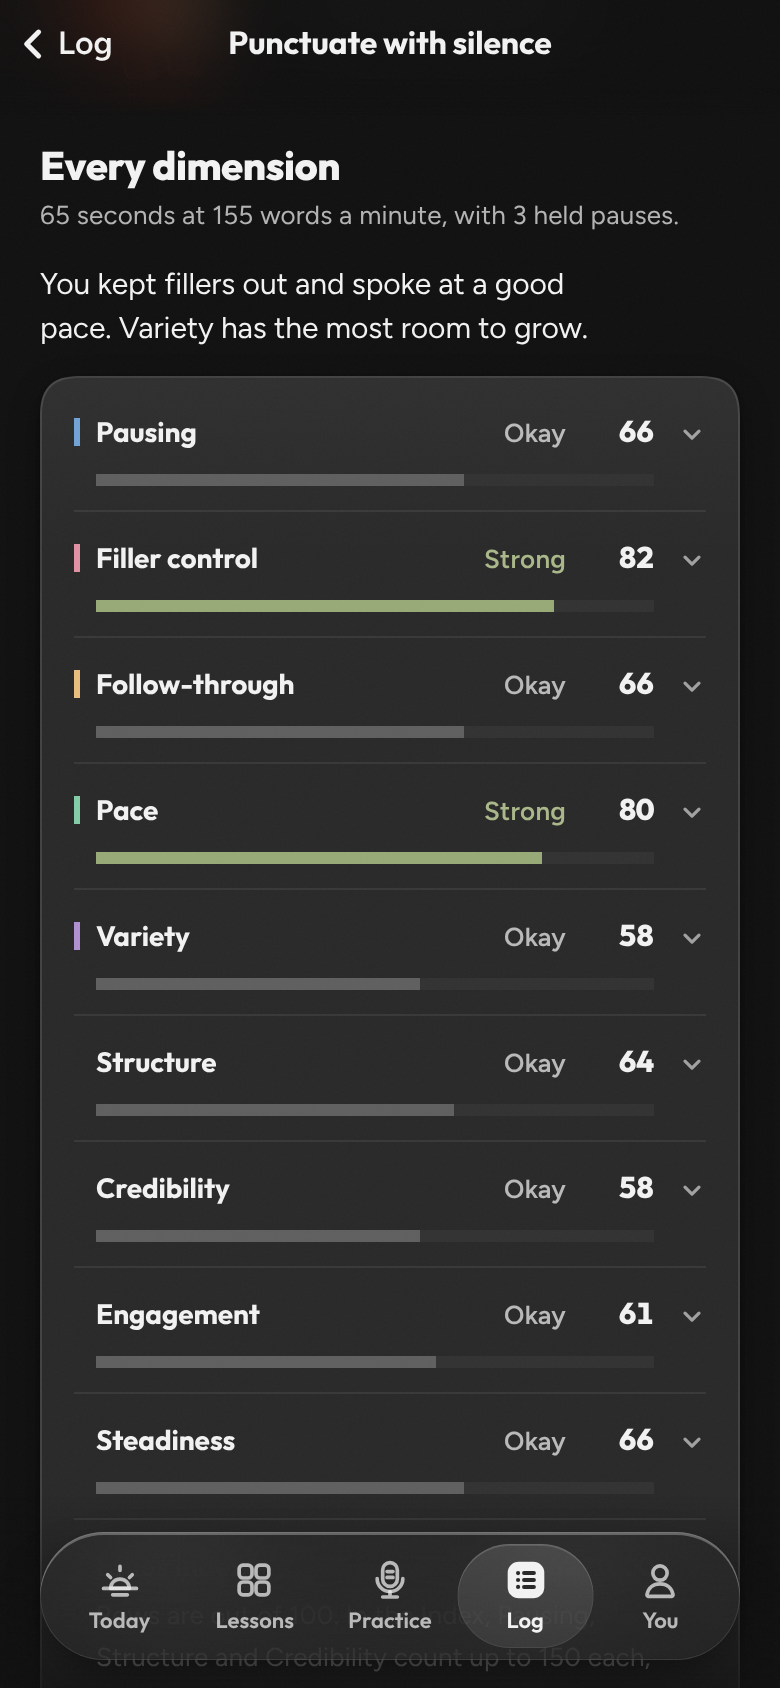 Log
Punctuate with silence
Every dimension
65 seconds at 155 words a minute, with 3 held pauses.
You kept fillers out and spoke at a good
pace. Variety has the most room to grow.
Pausing Okay 66
Filler control Strong 82
Follow-through Okay 66
Pace Strong 80
Variety Okay 58
Structure Okay 64
Credibility Okay 58
Engagement Okay 61
Steadiness Okay 66
are 100. Index,
Today Lessons Practice Log You
Structure and Credibility count up to 150 each,